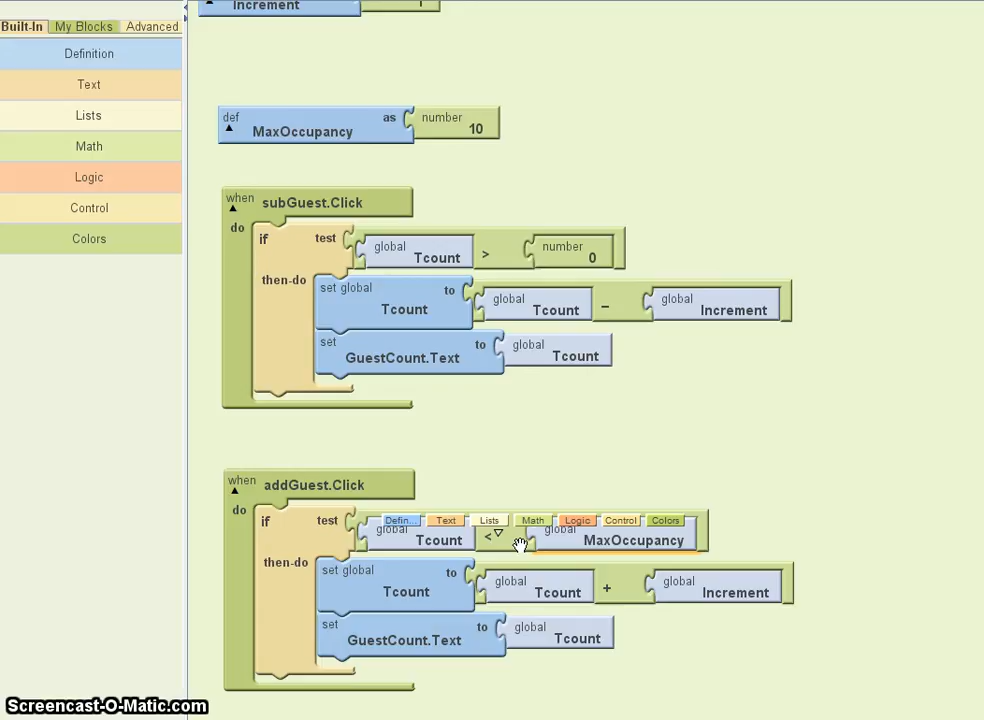 Increment
Built-In My Blocks Advanced
Definition
Text
Lists
Math
Logic
Control
Colors
def MaxOccupancy as number 10
when subGuest.Click
do if test global Tcount > number 0
then-do set global Tcount to global Tcount - global Increment
set GuestCount.Text to global Tcount
when addGuest.Click
Defin... Text Lists Math Logic Control Colors
do if test global Tcount < global MaxOccupancy
then-do set global Tcount to global Tcount + global Increment
set GuestCount.Text to global Tcount
Screencast-O-Matic.com